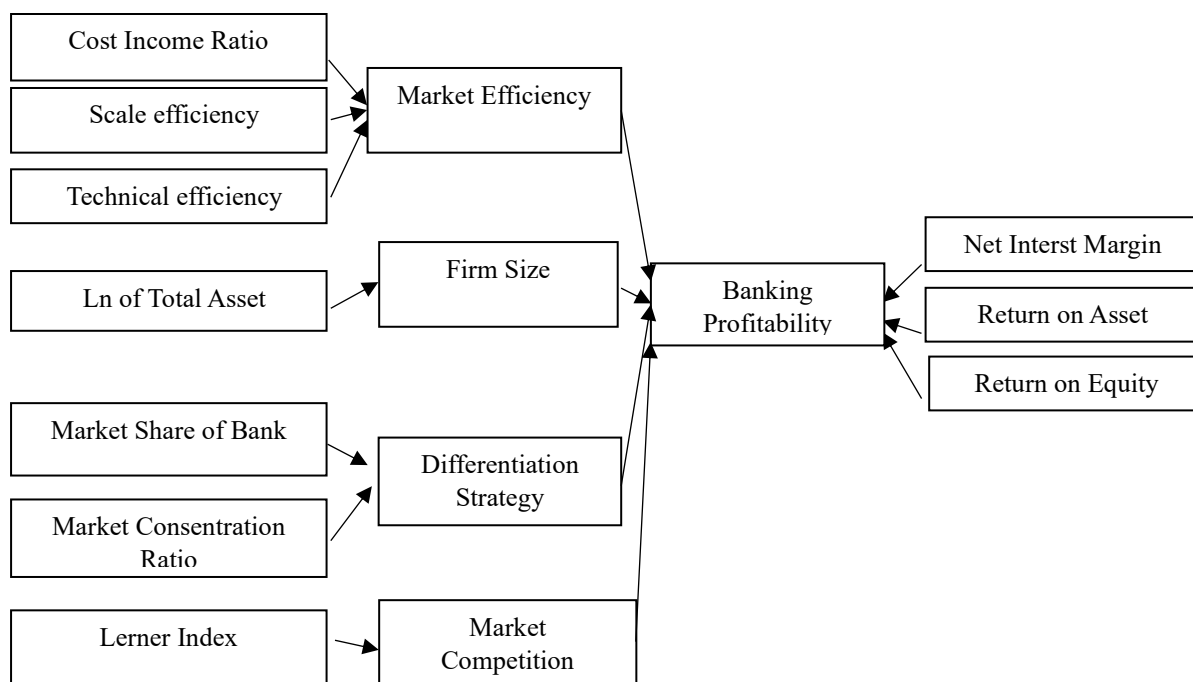 Cost Income Ratio
Scale efficiency
Technical efficiency
Ln of Total Asset
Market Share of Bank
Market Consentration
Ratio
Lerner Index
Market Efficiency
Firm Size
Differentiation
Strategy
Market
Competition
Banking
Profitability
Net Interst Margin
Return on Asset
Return on Equity